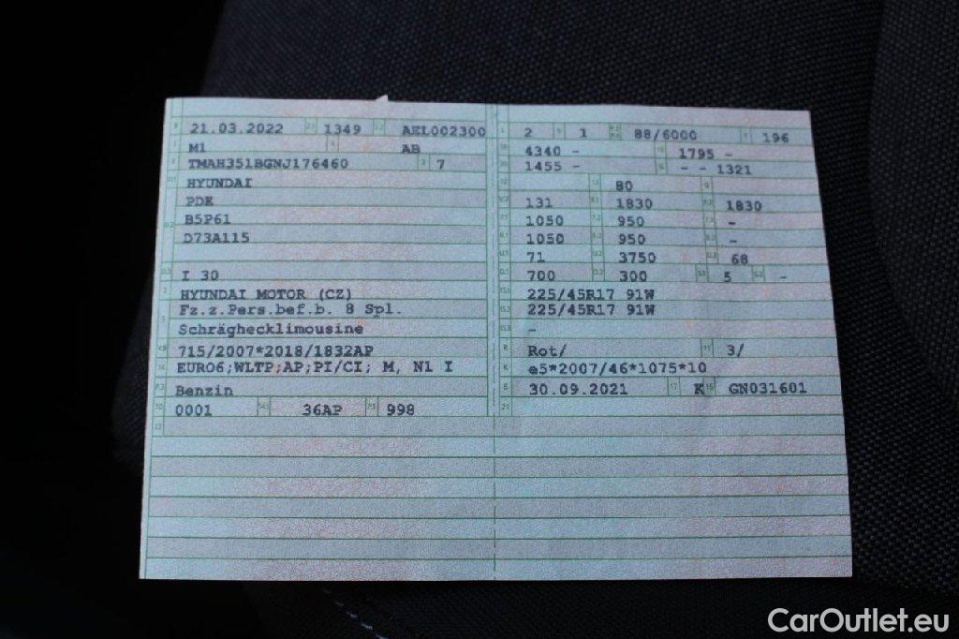 21.03.2022 1349 AEL002300
M1 AB
TMAH351BGNJ176460 7
HYUNDAI
PDE
B5P61
D73A115
I 30
HYUNDAI MOTOR (CZ)
Fz.z.Pers.bef.b. 8 Spl.
Schräghecklimousine
715/2007*2018/1832AP
EURO6;WLTP;AP;PI/CI; M, N1 I
Benzin
0001 36AP 998
2 1 88/6000 196
4340 - 1795 -
1455 - - - 1321
80
131 1830 1830
1050 950 -
1050 950 -
71 3750 68
700 300 5 -
225/45R17 91W
225/45R17 91W
-
Rot/ 3/
e5*2007/46*1075*10
30.09.2021 K GN031601
CarOutlet.eu